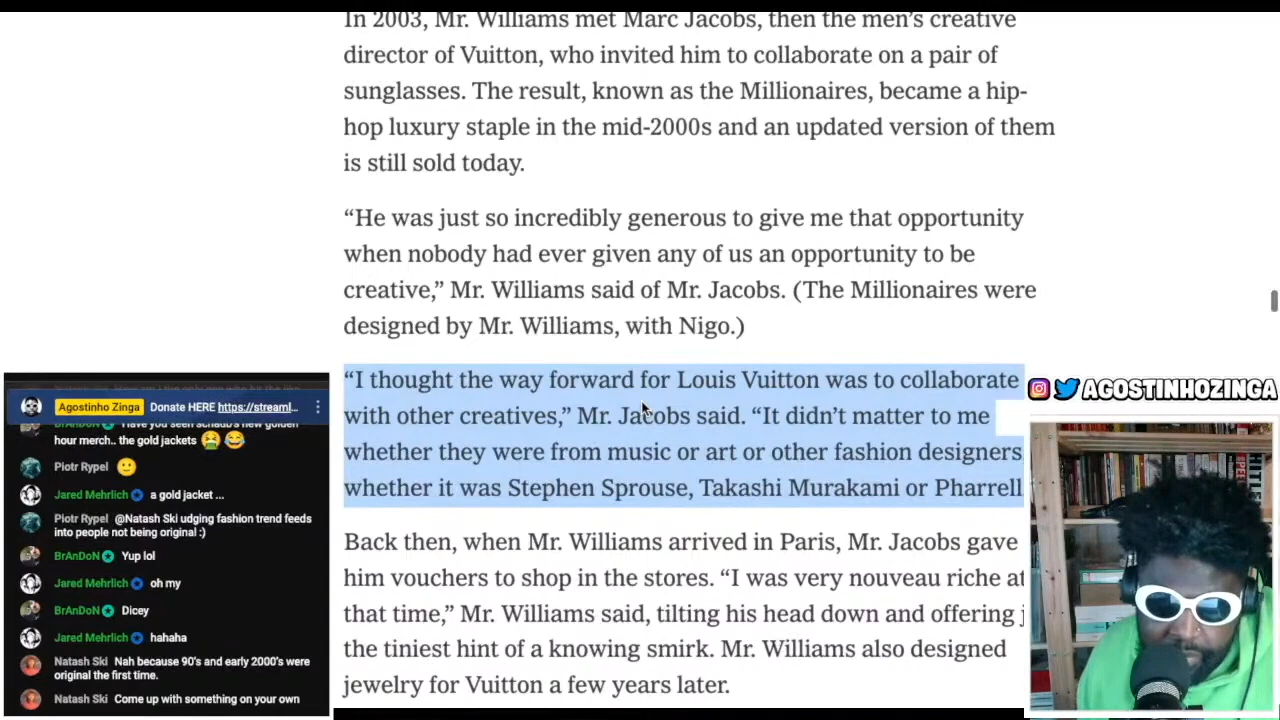 In 2003, Mr. Williams met Marc Jacobs, then the men's creative
director of Vuitton, who invited him to collaborate on a pair of
sunglasses. The result, known as the Millionaires, became a hip-
hop luxury staple in the mid-2000s and an updated version of them
is still sold today.
“He was just so incredibly generous to give me that opportunity
when nobody had ever given any of us an opportunity to be
creative,” Mr. Williams said of Mr. Jacobs. (The Millionaires were
designed by Mr. Williams, with Nigo.)
“I thought the way forward for Louis Vuitton was to collaborate
with other creatives,” Mr. Jacobs said. “It didn’t matter to me
whether they were from music or art or other fashion designers
whether it was Stephen Sprouse, Takashi Murakami or Pharrell
Back then, when Mr. Williams arrived in Paris, Mr. Jacobs gave
him vouchers to shop in the stores. “I was very nouveau riche at
that time,” Mr. Williams said, tilting his head down and offering j
the tiniest hint of a knowing smirk. Mr. Williams also designed
jewelry for Vuitton a few years later.
AGOSTINHOZINGA
Agostinho Zinga Donate HERE https://streaml...
BrAnDoN Have you seen schaub's new golden
hour merch.. the gold jackets
Piotr Rypel
Jared Mehrlich a gold jacket ...
Piotr Rypel @Natash Ski udging fashion trend feeds
into people not being original :)
BrAnDoN Yup lol
Jared Mehrlich oh my
BrAnDoN Dicey
Jared Mehrlich hahaha
Natash Ski Nah because 90's and early 2000's were
original the first time.
Natash Ski Come up with something on your own